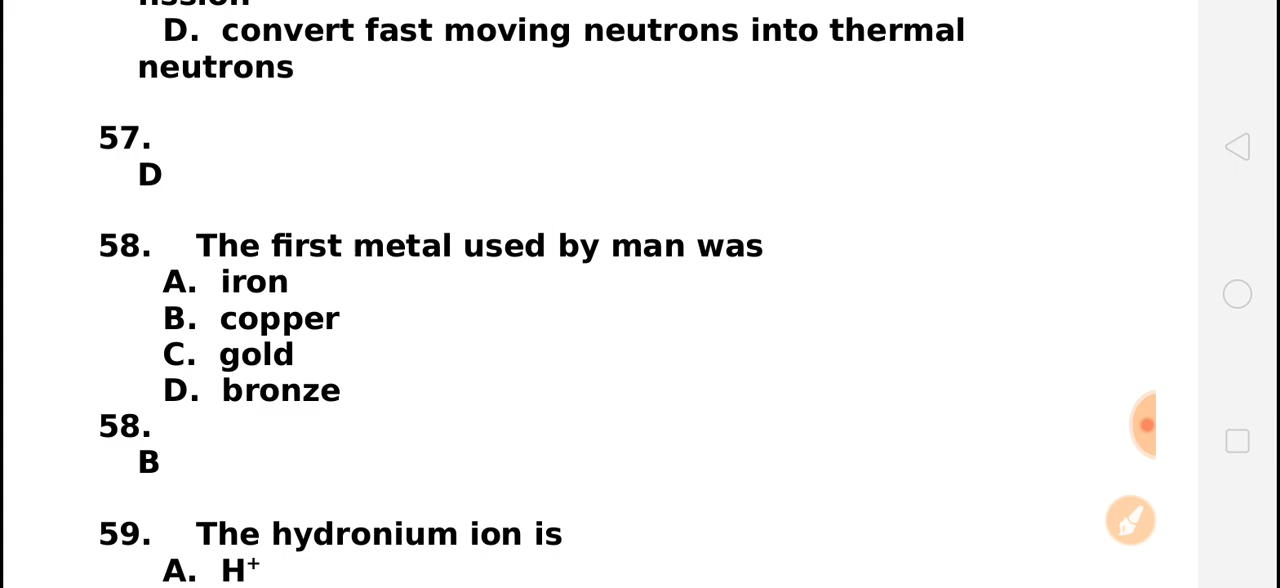 fission
D. convert fast moving neutrons into thermal
neutrons
57.
D
58. The first metal used by man was
A. iron
B. copper
C. gold
D. bronze
58.
B
59. The hydronium ion is
A. H⁺